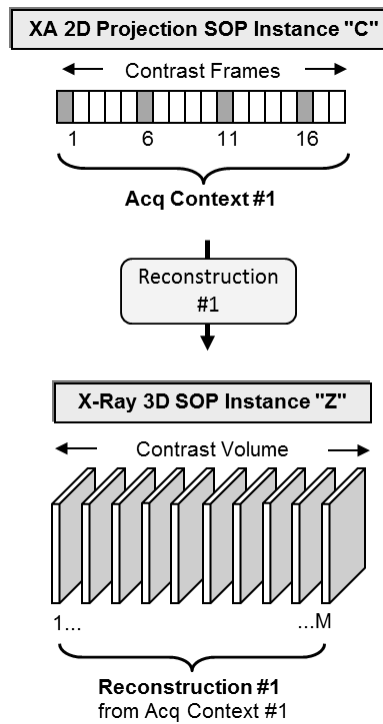 XA 2D Projection SOP Instance "C"
Contrast Frames
1 6 11 16
Acq Context #1
Reconstruction
#1
X-Ray 3D SOP Instance "Z"
Contrast Volume
1... ...M
Reconstruction #1
from Acq Context #1